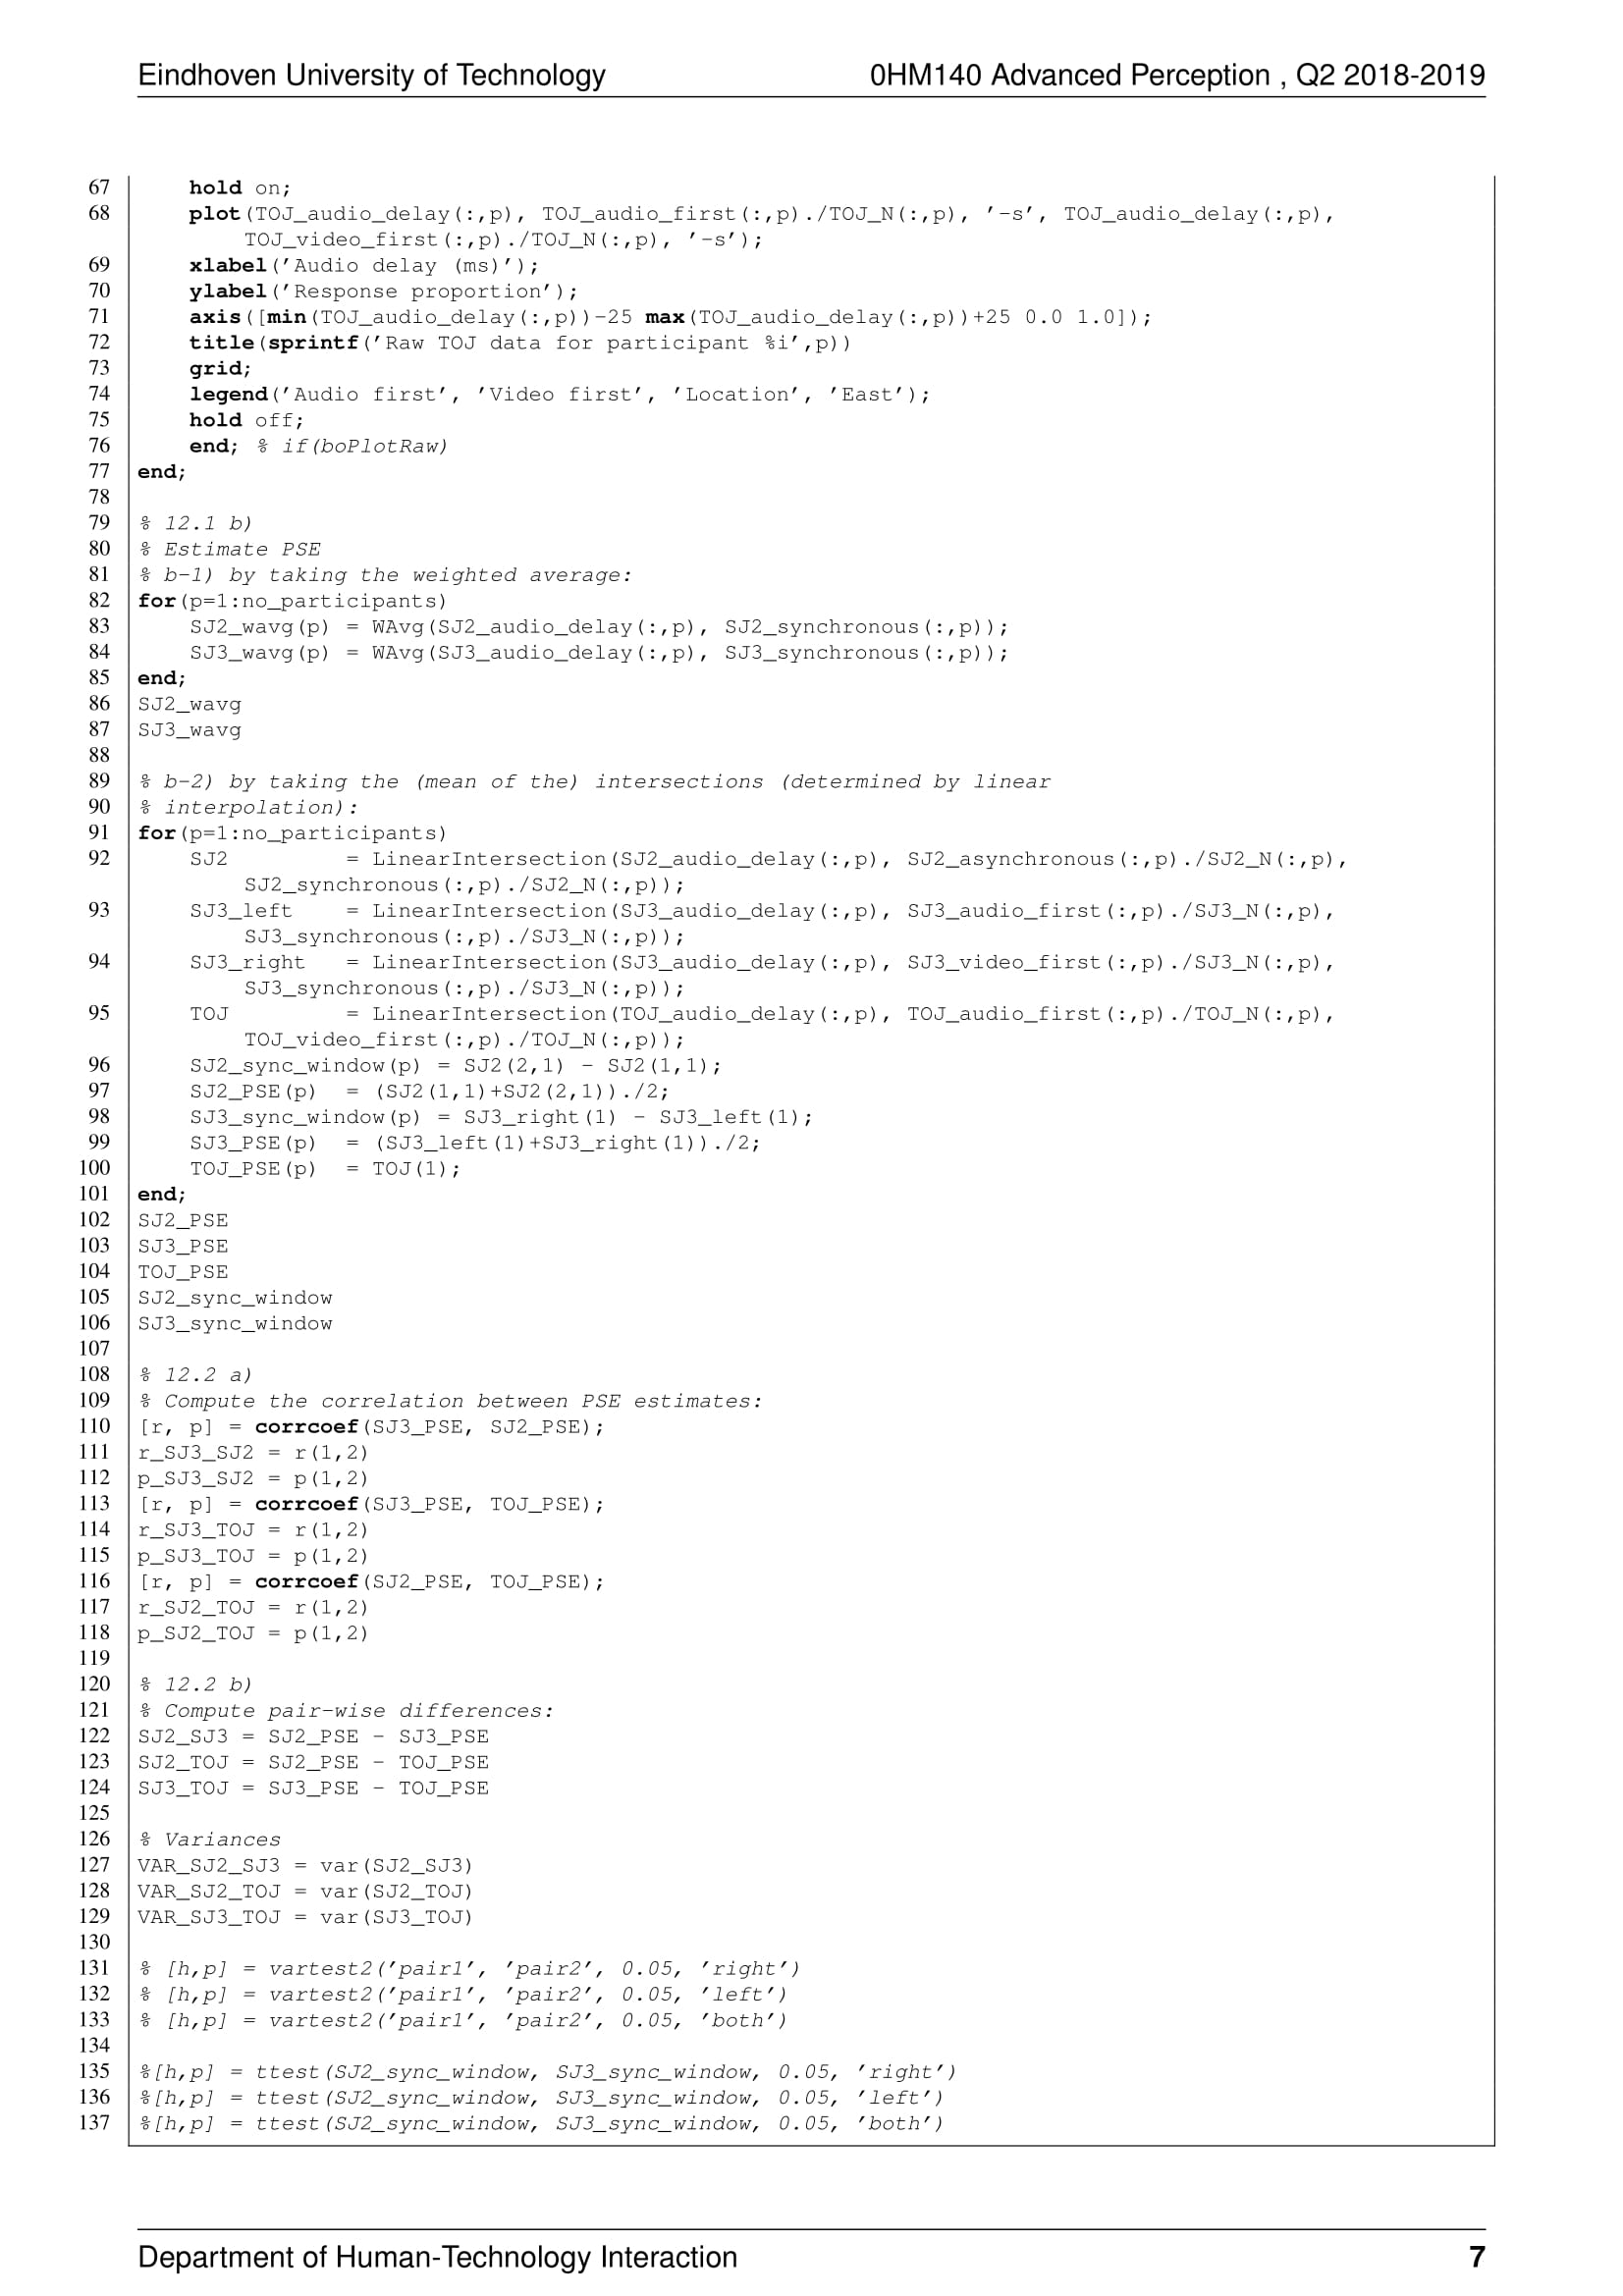 Eindhoven University of Technology 0HM140 Advanced Perception , Q2 2018-2019
67 hold on;
68 plot(TOJ_audio_delay(:,p), TOJ_audio_first(:,p)./TOJ_N(:,p), '-s', TOJ_audio_delay(:,p),
TOJ_video_first(:,p)./TOJ_N(:,p), '-s');
69 xlabel('Audio delay (ms)');
70 ylabel('Response proportion');
71 axis([min(TOJ_audio_delay(:,p))-25 max(TOJ_audio_delay(:,p))+25 0.0 1.0]);
72 title(sprintf('Raw TOJ data for participant %i',p))
73 grid;
74 legend('Audio first', 'Video first', 'Location', 'East');
75 hold off;
76 end; % if(boPlotRaw)
77 end;
78
79 % 12.1 b)
80 % Estimate PSE
81 % b-1) by taking the weighted average:
82 for(p=1:no_participants)
83 SJ2_wavg(p) = WAvg(SJ2_audio_delay(:,p), SJ2_synchronous(:,p));
84 SJ3_wavg(p) = WAvg(SJ3_audio_delay(:,p), SJ3_synchronous(:,p));
85 end;
86 SJ2_wavg
87 SJ3_wavg
88
89 % b-2) by taking the (mean of the) intersections (determined by linear
90 % interpolation):
91 for(p=1:no_participants)
92 SJ2 = LinearIntersection(SJ2_audio_delay(:,p), SJ2_asynchronous(:,p)./SJ2_N(:,p),
SJ2_synchronous(:,p)./SJ2_N(:,p));
93 SJ3_left = LinearIntersection(SJ3_audio_delay(:,p), SJ3_audio_first(:,p)./SJ3_N(:,p),
SJ3_synchronous(:,p)./SJ3_N(:,p));
94 SJ3_right = LinearIntersection(SJ3_audio_delay(:,p), SJ3_video_first(:,p)./SJ3_N(:,p),
SJ3_synchronous(:,p)./SJ3_N(:,p));
95 TOJ = LinearIntersection(TOJ_audio_delay(:,p), TOJ_audio_first(:,p)./TOJ_N(:,p),
TOJ_video_first(:,p)./TOJ_N(:,p));
96 SJ2_sync_window(p) = SJ2(2,1) - SJ2(1,1);
97 SJ2_PSE(p) = (SJ2(1,1)+SJ2(2,1))./2;
98 SJ3_sync_window(p) = SJ3_right(1) - SJ3_left(1);
99 SJ3_PSE(p) = (SJ3_left(1)+SJ3_right(1))./2;
100 TOJ_PSE(p) = TOJ(1);
101 end;
102 SJ2_PSE
103 SJ3_PSE
104 TOJ_PSE
105 SJ2_sync_window
106 SJ3_sync_window
107
108 % 12.2 a)
109 % Compute the correlation between PSE estimates:
110 [r, p] = corrcoef(SJ3_PSE, SJ2_PSE);
111 r_SJ3_SJ2 = r(1,2)
112 p_SJ3_SJ2 = p(1,2)
113 [r, p] = corrcoef(SJ3_PSE, TOJ_PSE);
114 r_SJ3_TOJ = r(1,2)
115 p_SJ3_TOJ = p(1,2)
116 [r, p] = corrcoef(SJ2_PSE, TOJ_PSE);
117 r_SJ2_TOJ = r(1,2)
118 p_SJ2_TOJ = p(1,2)
119
120 % 12.2 b)
121 % Compute pair-wise differences:
122 SJ2_SJ3 = SJ2_PSE - SJ3_PSE
123 SJ2_TOJ = SJ2_PSE - TOJ_PSE
124 SJ3_TOJ = SJ3_PSE - TOJ_PSE
125
126 % Variances
127 VAR_SJ2_SJ3 = var(SJ2_SJ3)
128 VAR_SJ2_TOJ = var(SJ2_TOJ)
129 VAR_SJ3_TOJ = var(SJ3_TOJ)
130
131 % [h,p] = vartest2('pair1', 'pair2', 0.05, 'right')
132 % [h,p] = vartest2('pair1', 'pair2', 0.05, 'left')
133 % [h,p] = vartest2('pair1', 'pair2', 0.05, 'both')
134
135 %[h,p] = ttest(SJ2_sync_window, SJ3_sync_window, 0.05, 'right')
136 %[h,p] = ttest(SJ2_sync_window, SJ3_sync_window, 0.05, 'left')
137 %[h,p] = ttest(SJ2_sync_window, SJ3_sync_window, 0.05, 'both')
Department of Human-Technology Interaction 7